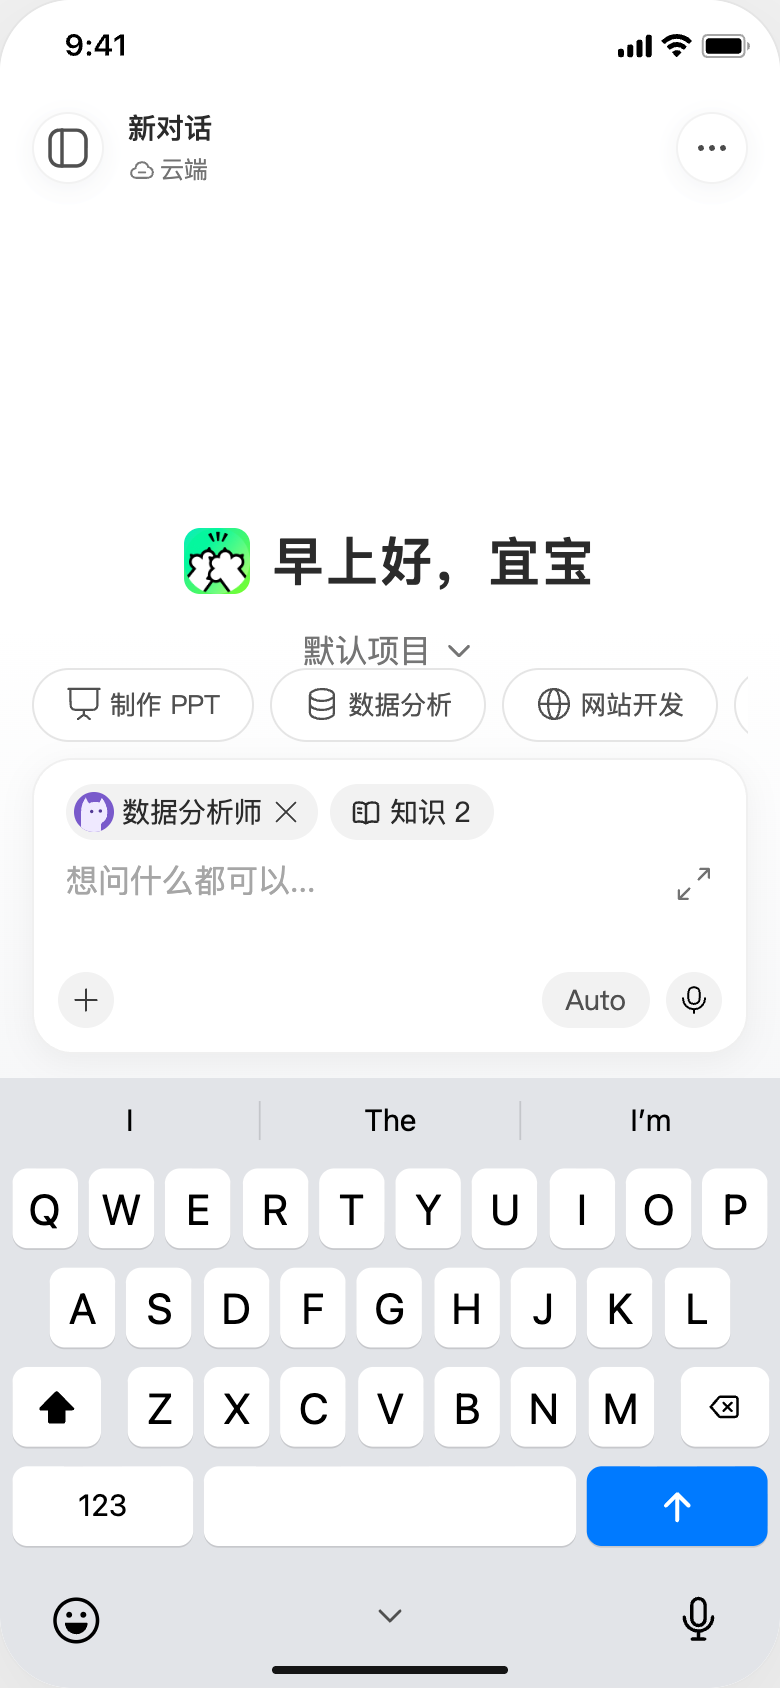 9:41
新对话
云端
早上好，宜宝
默认项目
制作 PPT 数据分析 网站开发
数据分析师 知识 2
想问什么都可以...
Auto
I The I'm
Q W E R T Y U I O P
A S D F G H J K L
Z X C V B N M
123